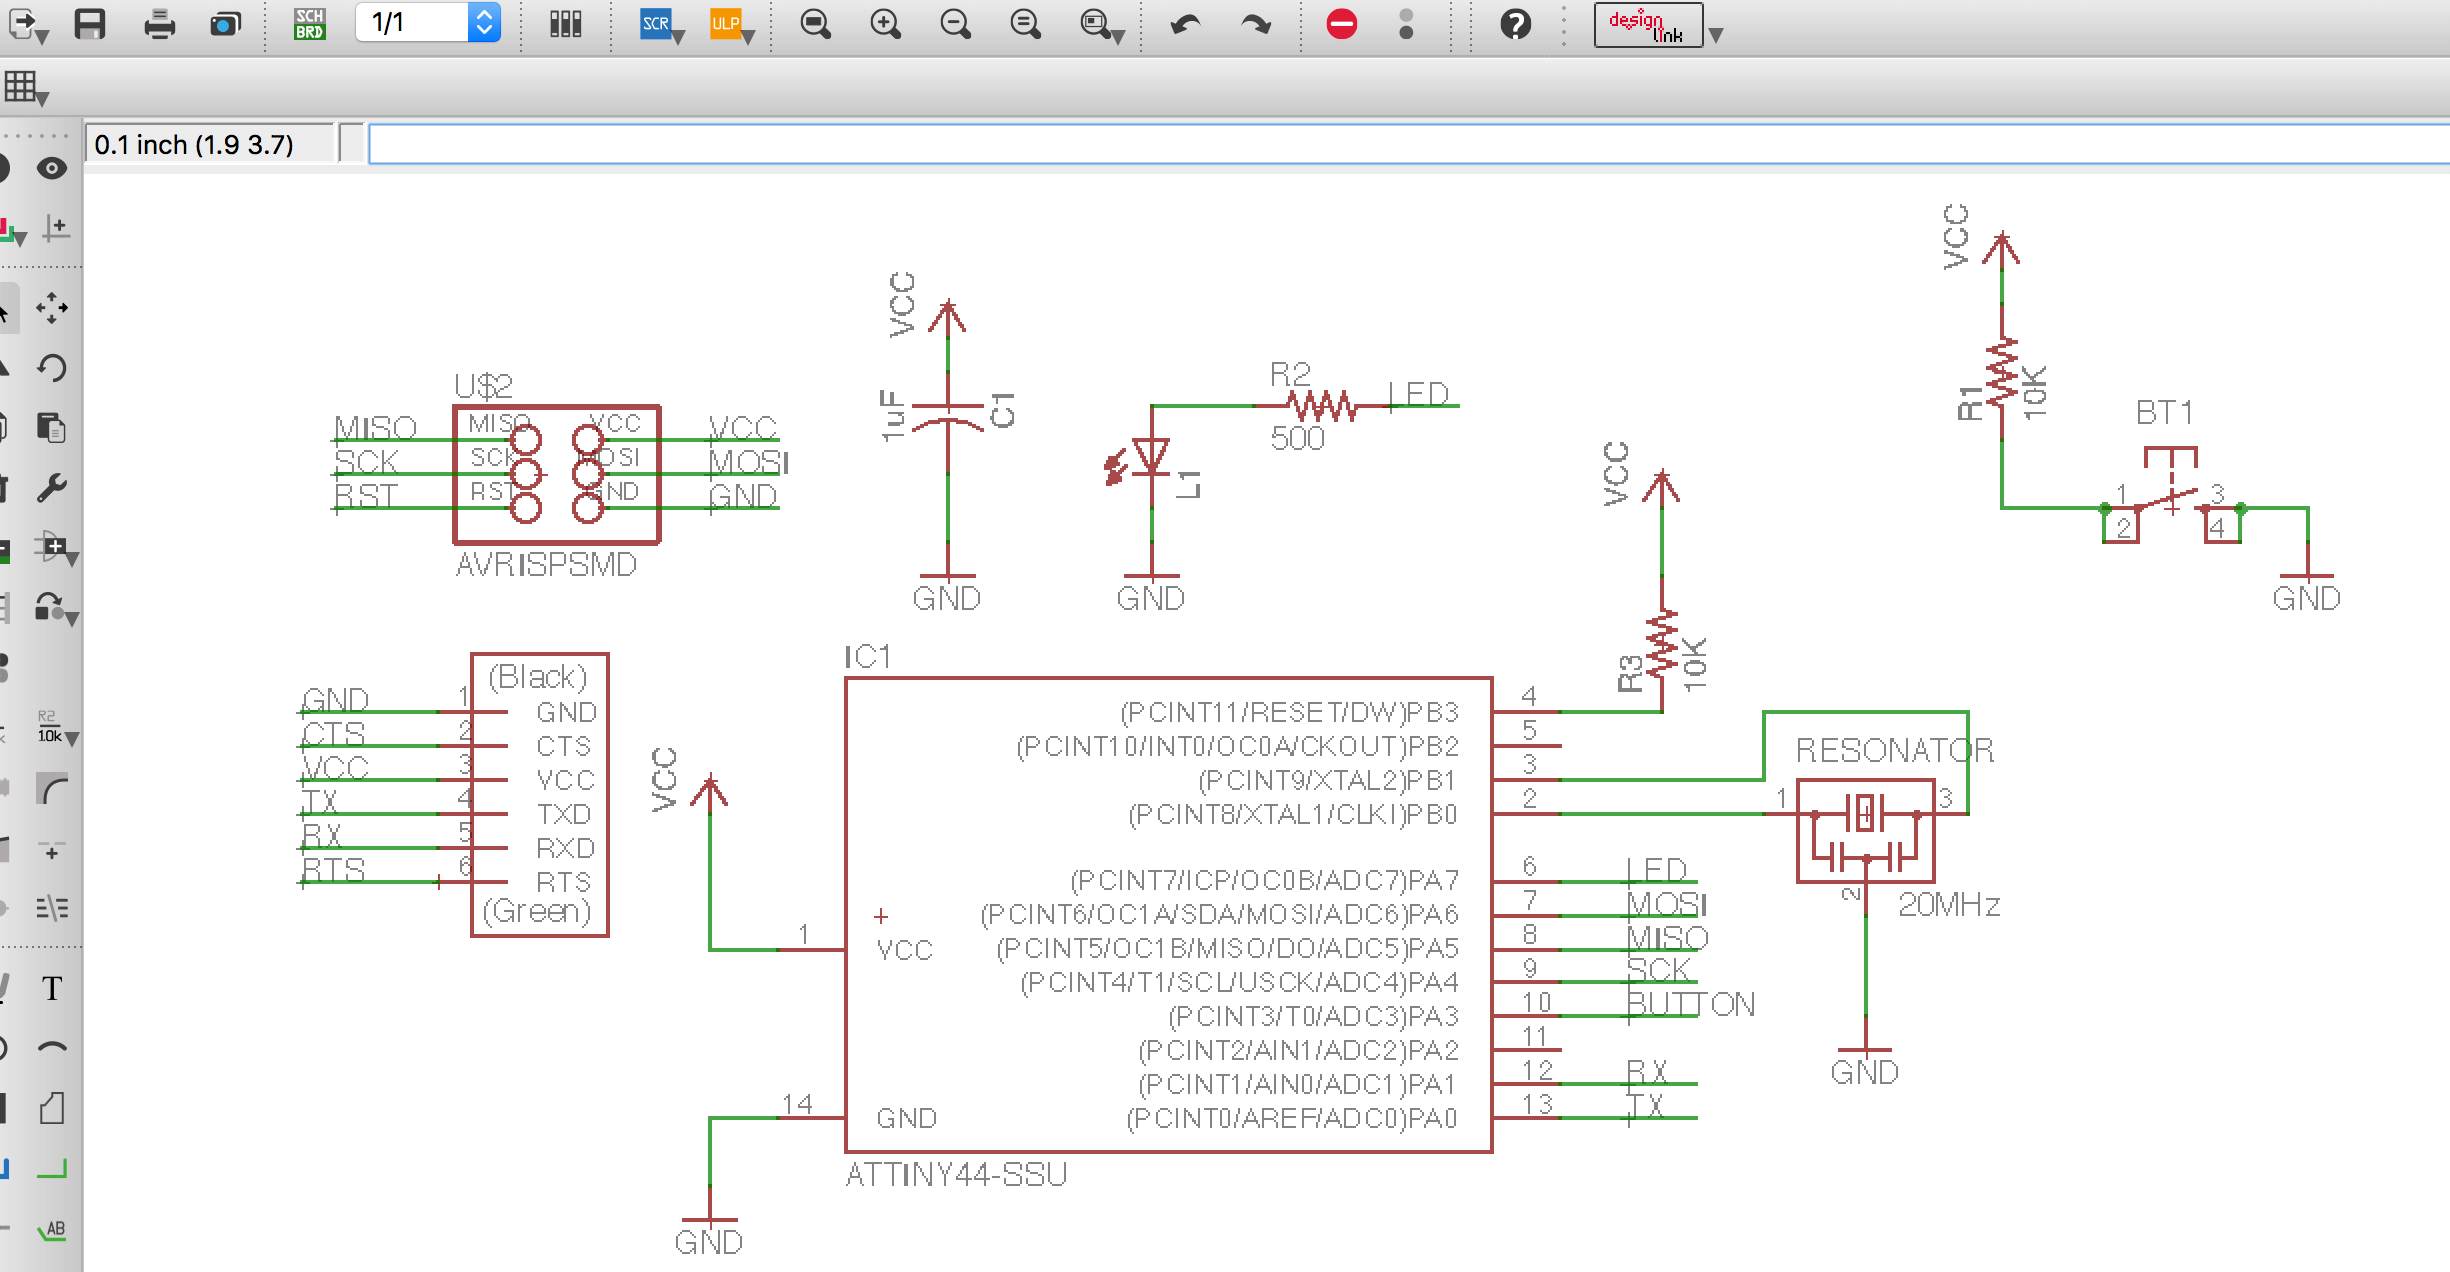 SCH
BRD
1/1
SCR
ULP
?
design
link
0.1 inch (1.9 3.7)
R2
10k
T
AB
VCC
1uF
C1
GND
R2
500
LED
L1
GND
VCC
R1
10K
BT1
1
2
3
4
GND
U$2
MISO
SCK
RST
MISO
SCK
RST
VCC
MOSI
GND
VCC
MOSI
GND
AVRISPSMD
VCC
R3
10K
(Black)
GND 1 GND
CTS 2 CTS
VCC 3 VCC
TX 4 TXD
RX 5 RXD
RTS 6 RTS
(Green)
VCC
IC1
1 VCC
14 GND
GND
(PCINT11/RESET/DW)PB3 4
(PCINT10/INT0/OC0A/CKOUT)PB2 5
(PCINT9/XTAL2)PB1 3
(PCINT8/XTAL1/CLKI)PB0 2
(PCINT7/ICP/OC0B/ADC7)PA7 6 LED
(PCINT6/OC1A/SDA/MOSI/ADC6)PA6 7 MOSI
(PCINT5/OC1B/MISO/DO/ADC5)PA5 8 MISO
(PCINT4/T1/SCL/USCK/ADC4)PA4 9 SCK
(PCINT3/T0/ADC3)PA3 10 BUTTON
(PCINT2/AIN1/ADC2)PA2 11
(PCINT1/AIN0/ADC1)PA1 12 RX
(PCINT0/AREF/ADC0)PA0 13 TX
ATTINY44-SSU
RESONATOR
1
3
2
20MHz
GND